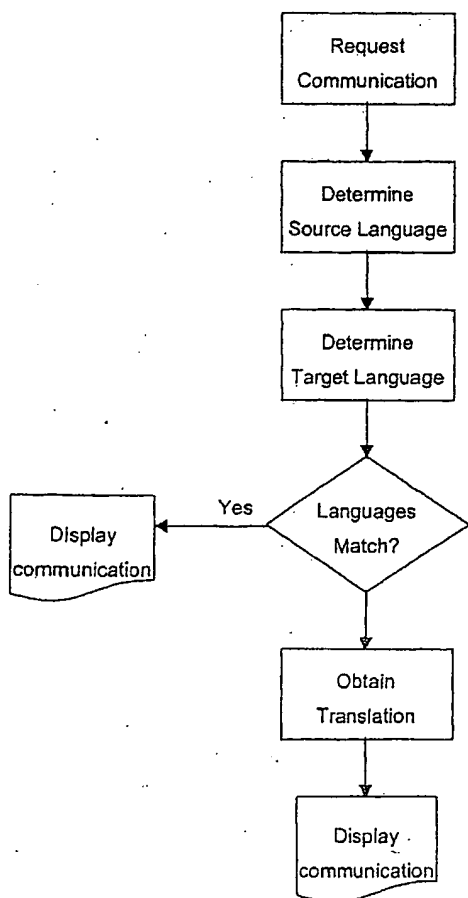 Request
Communication
Determine
Source Language
Determine
Target Language
Languages
Match?
Yes
Display
communication
Obtain
Translation
Display
communication